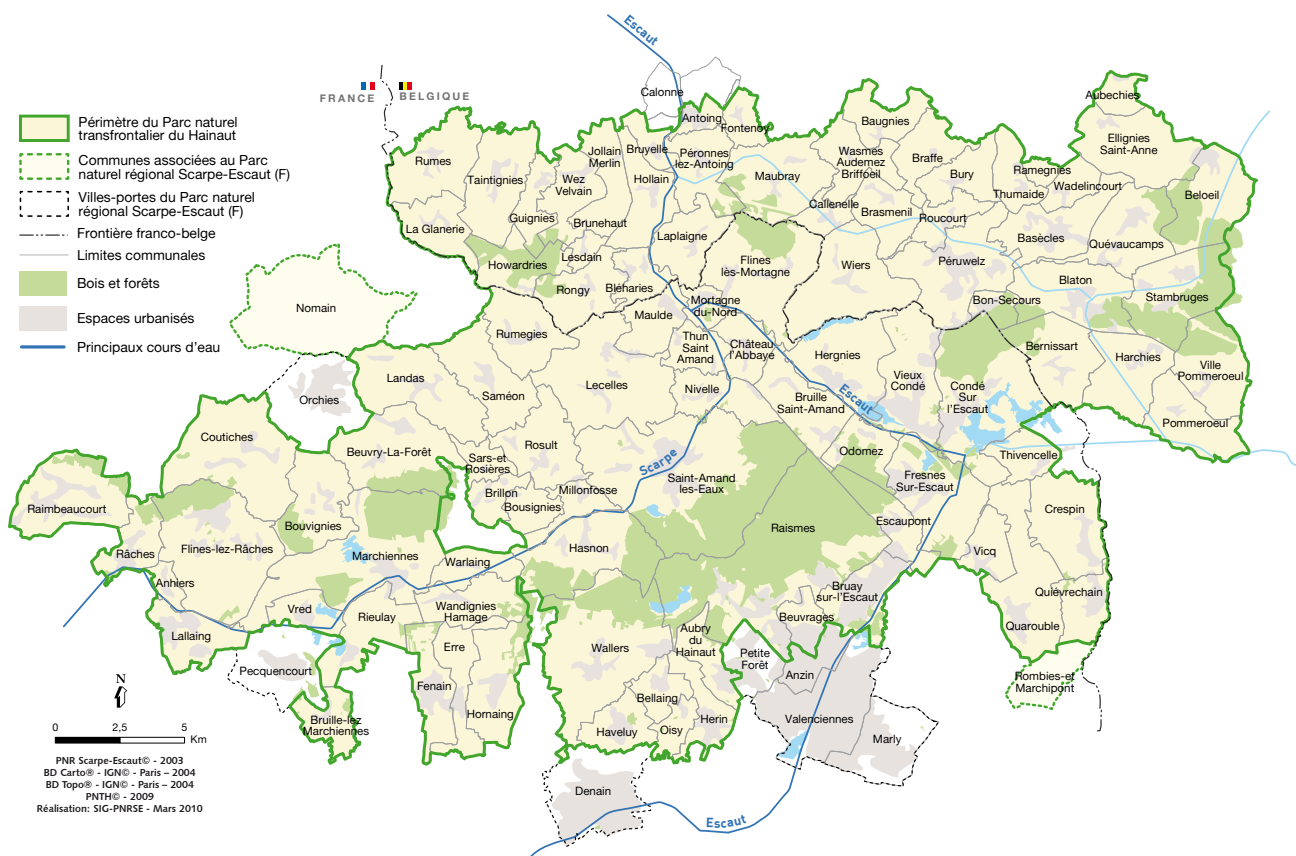 Escaut
FRANCE
BELGIQUE
Périmètre du Parc naturel
transfrontalier du Hainaut
Communes associées au Parc
naturel régional Scarpe-Escaut (F)
Villes-portes du Parc naturel
régional Scarpe-Escaut (F)
Frontière franco-belge
Limites communales
Bois et forêts
Espaces urbanisés
Principaux cours d'eau
Calonne
Antoing
Fontenoy
Aubechies
Baugnies
Ellignies
Saint-Anne
Rumes
Taintignies
Jollain
Merlin
Bruyelle
Péronnes
lez-Antoing
Wez
Velvain
Hollain
Maubray
Wasmes
Audemez
Briffoeil
Braffe
Bury
Ramegnies
Thumaide
Wadelincourt
Beloeil
La Glanerie
Guignies
Brunehaut
Callenelle
Brasmenil
Roucourt
Basècles
Quévaucamps
Laplaigne
Howardries
Lesdain
Rongy
Bléharies
Flines
lès-Mortagne
Wiers
Péruwelz
Blaton
Stambruges
Bon-Secours
Nomain
Rumegies
Maulde
Mortagne
du-Nord
Thun
Saint
Amand
Château
l'Abbaye
Hergnies
Bernissart
Harchies
Ville
Pommeroeul
Orchies
Landas
Saméon
Lecelles
Nivelle
Bruille
Saint-Amand
Escaut
Vieux
Condé
Condé
Sur
l'Escaut
Pommeroeul
Coutiches
Beuvry-La-Forêt
Sars-et
Rosières
Rosult
Scarpe
Saint-Amand
les-Eaux
Odomez
Fresnes
Sur-Escaut
Thivencelle
Brillon
Bousignies
Millonfosse
Raimbeaucourt
Bouvignies
Raismes
Escaupont
Crespin
Râches
Flines-lez-Râches
Marchiennes
Warlaing
Hasnon
Vicq
Anhiers
Vred
Rieulay
Wandignies
Hamage
Bruay
sur-l'Escaut
Beuvrages
Quiévrechain
Quarouble
Lallaing
Erre
Wallers
Aubry
du
Hainaut
Petite
Forêt
Anzin
Rombies-et
Marchipont
Pecquencourt
Fenain
Bellaing
Hornaing
Haveluy
Oisy
Herin
Valenciennes
Marly
Bruille-lez
Marchiennes
Denain
Escaut
N
0
2,5
5
Km
PNR Scarpe-Escaut© - 2003
BD Carto® - IGN© - Paris – 2004
BD Topo® - IGN© - Paris – 2004
PNTH© - 2009
Réalisation: SIG-PNRSE - Mars 2010